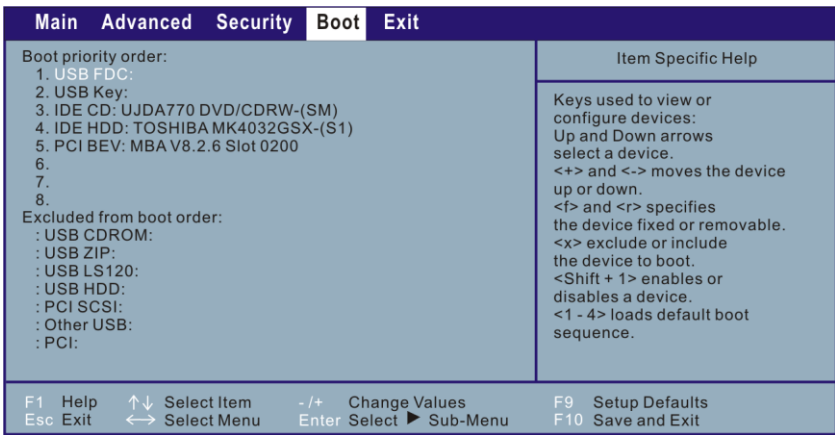 Main Advanced Security Boot Exit
Boot priority order:
1. USB FDC:
2. USB Key:
3. IDE CD: UJDA770 DVD/CDRW-(SM)
4. IDE HDD: TOSHIBA MK4032GSX-(S1)
5. PCI BEV: MBA V8.2.6 Slot 0200
6.
7.
8.
Excluded from boot order:
: USB CDROM:
: USB ZIP:
: USB LS120:
: USB HDD:
: PCI SCSI:
: Other USB:
: PCI:
Item Specific Help
Keys used to view or
configure devices:
Up and Down arrows
select a device.
<+> and <-> moves the device
up or down.
<f> and <r> specifies
the device fixed or removable.
<x> exclude or include
the device to boot.
<Shift + 1> enables or
disables a device.
<1 - 4> loads default boot
sequence.
F1 Help ↑↓ Select Item - /+ Change Values F9 Setup Defaults
Esc Exit ↔ Select Menu Enter Select ▶ Sub-Menu F10 Save and Exit